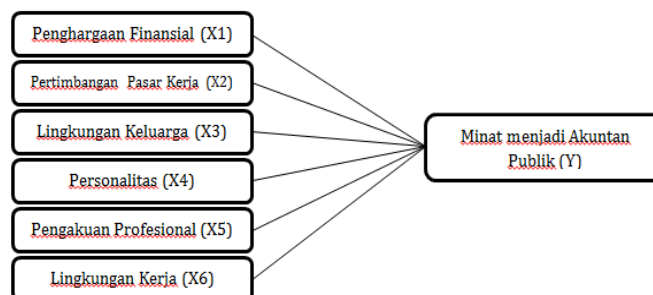 Penghargaan Finansial (X1)
Pertimbangan Pasar Kerja (X2)
Lingkungan Keluarga (X3)
Personalitas (X4)
Pengakuan Profesional (X5)
Lingkungan Kerja (X6)
Minat menjadi Akuntan
Publik (Y)